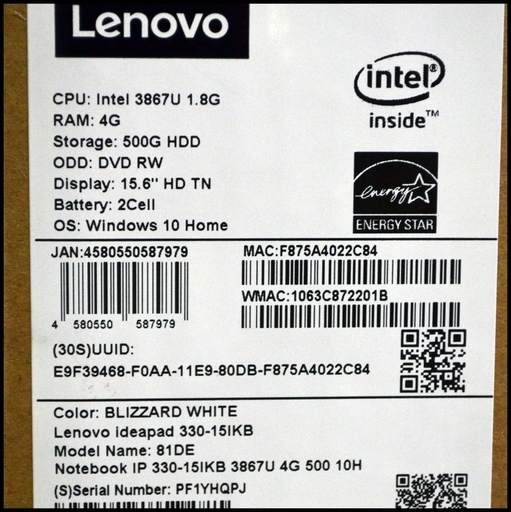 Lenovo
CPU: Intel 3867U 1.8G
RAM: 4G
Storage: 500G HDD
ODD: DVD RW
Display: 15.6" HD TN
Battery: 2Cell
OS: Windows 10 Home
intel®
inside™
energy
ENERGY STAR
JAN:4580550587979
4 580550 587979
MAC:F875A4022C84
WMAC:1063C872201B
(30S)UUID:
E9F39468-F0AA-11E9-80DB-F875A4022C84
Color: BLIZZARD WHITE
Lenovo ideapad 330-15IKB
Model Name: 81DE
Notebook IP 330-15IKB 3867U 4G 500 10H
(S)Serial Number: PF1YHQPJ